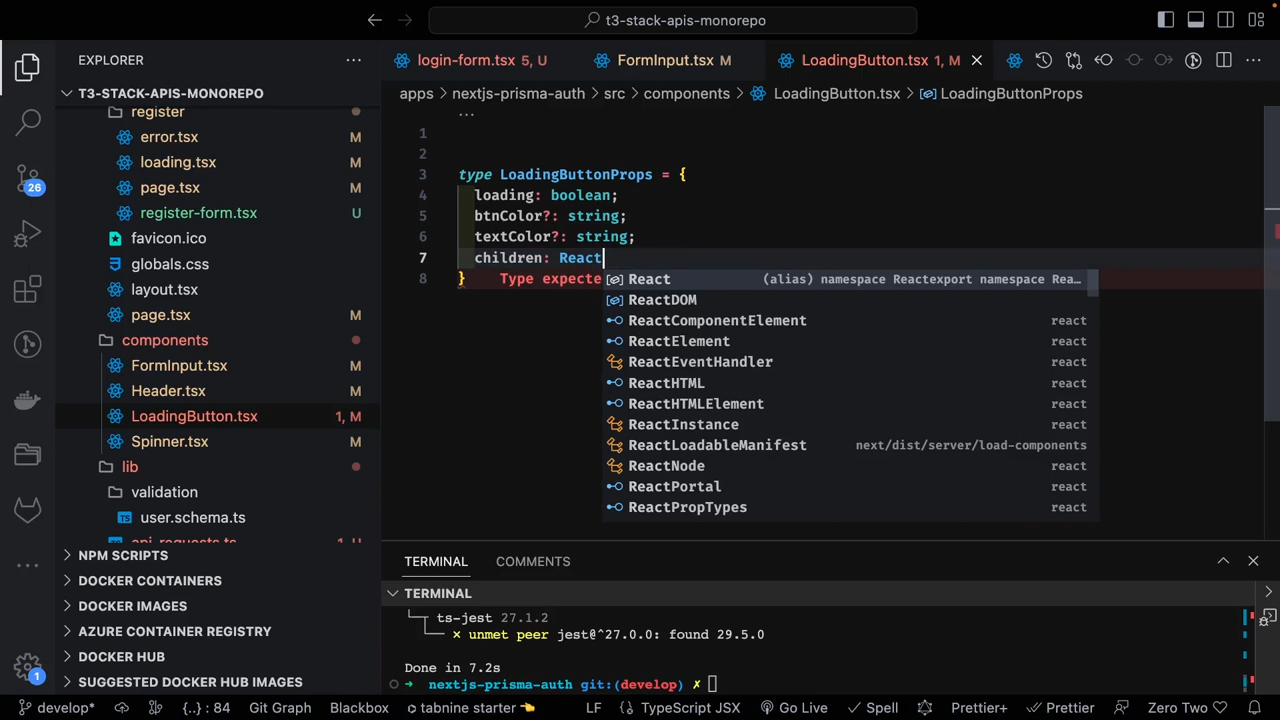 t3-stack-apis-monorepo
EXPLORER
T3-STACK-APIS-MONOREPO
register
error.tsx M
loading.tsx M
page.tsx M
register-form.tsx U
favicon.ico
globals.css
layout.tsx
page.tsx
components
FormInput.tsx M
Header.tsx M
LoadingButton.tsx 1, M
Spinner.tsx M
lib
validation
user.schema.ts
api_requests.ts 1, U
NPM SCRIPTS
DOCKER CONTAINERS
DOCKER IMAGES
AZURE CONTAINER REGISTRY
DOCKER HUB
SUGGESTED DOCKER HUB IMAGES
26
1
login-form.tsx 5, U
FormInput.tsx M
LoadingButton.tsx 1, M
apps > nextjs-prisma-auth > src > components > LoadingButton.tsx > LoadingButtonProps
...
1
2
3 type LoadingButtonProps = {
4 loading: boolean;
5 btnColor?: string;
6 textColor?: string;
7 children: React
8 } Type expecte
React (alias) namespace Reactexport namespace Rea…
ReactDOM
ReactComponentElement react
ReactElement react
ReactEventHandler react
ReactHTML react
ReactHTMLElement react
ReactInstance react
ReactLoadableManifest next/dist/server/load-components
ReactNode react
ReactPortal react
ReactPropTypes react
TERMINAL COMMENTS
TERMINAL
ts-jest 27.1.2
✕ unmet peer jest@^27.0.0: found 29.5.0
Done in 7.2s
➜ nextjs-prisma-auth git:(develop) ✗
develop* {..} : 84 Git Graph Blackbox tabnine starter 👈 LF TypeScript JSX Go Live Spell Prettier+ Prettier Zero Two